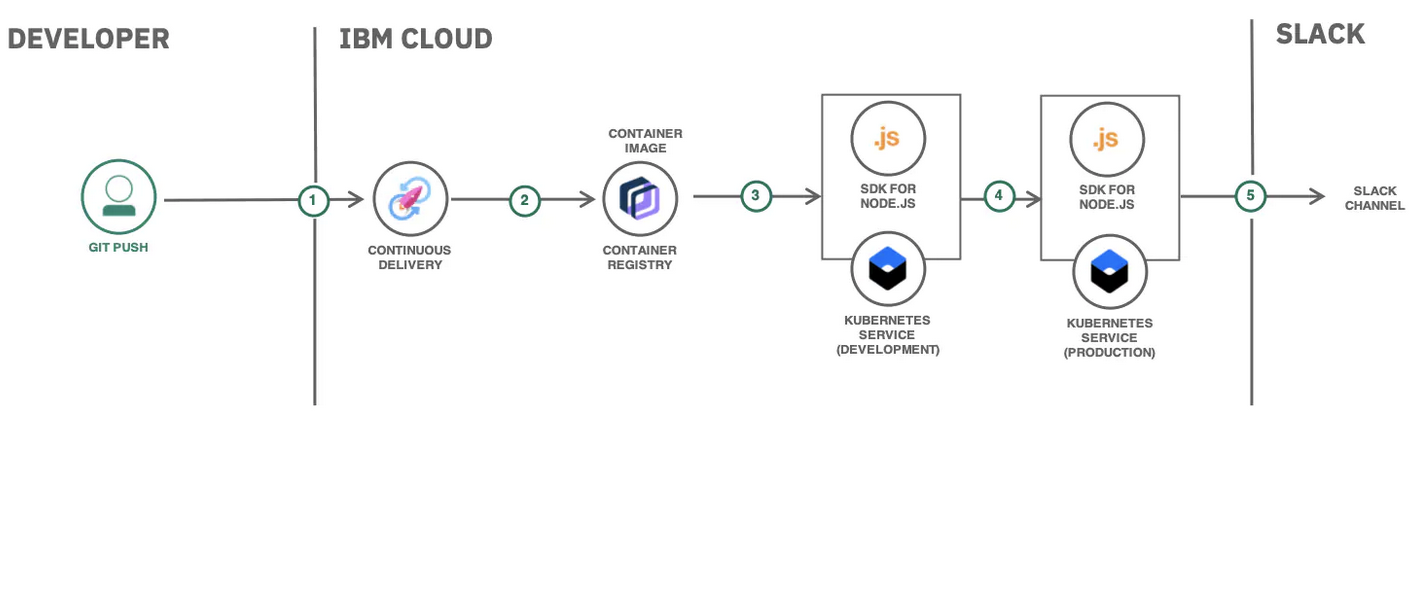 DEVELOPER
IBM CLOUD
SLACK
GIT PUSH
1
CONTINUOUS
DELIVERY
2
CONTAINER
IMAGE
CONTAINER
REGISTRY
3
.js
SDK FOR
NODE.JS
KUBERNETES
SERVICE
(DEVELOPMENT)
4
.js
SDK FOR
NODE.JS
KUBERNETES
SERVICE
(PRODUCTION)
5
SLACK
CHANNEL